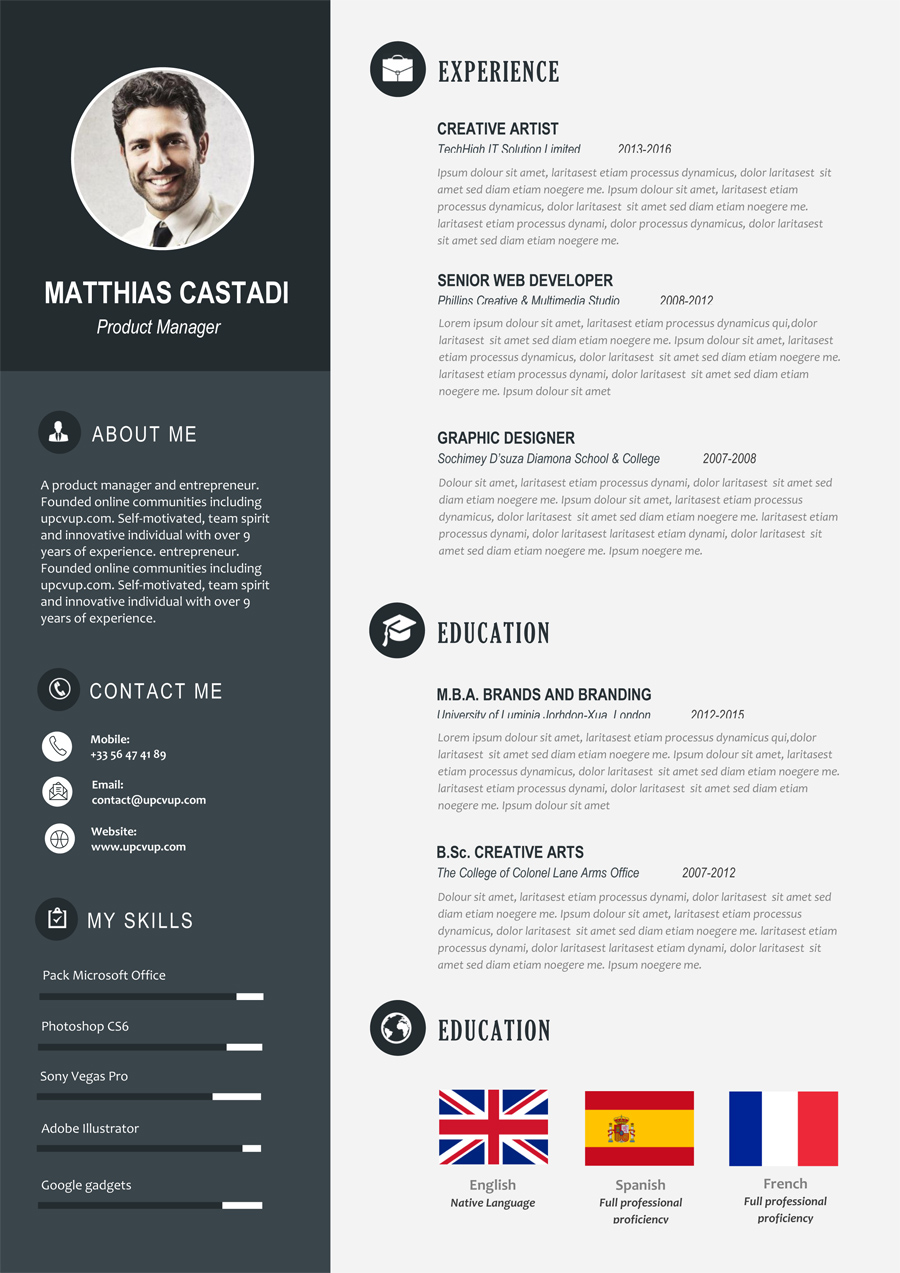 MATTHIAS CASTADI
Product Manager
ABOUT ME
A product manager and entrepreneur.
Founded online communities including
upcvup.com. Self-motivated, team spirit
and innovative individual with over 9
years of experience. entrepreneur.
Founded online communities including
upcvup.com. Self-motivated, team spirit
and innovative individual with over 9
years of experience.
CONTACT ME
Mobile:
+33 56 47 41 89
Email:
contact@upcvup.com
Website:
www.upcvup.com
MY SKILLS
Pack Microsoft Office
Photoshop CS6
Sony Vegas Pro
Adobe Illustrator
Google gadgets
EXPERIENCE
CREATIVE ARTIST
TechHigh IT Solution Limited 2013-2016
Ipsum dolour sit amet, laritasest etiam processus dynamicus, dolor laritasest sit
amet sed diam etiam noegere me. Ipsum dolour sit amet, laritasest etiam
processus dynamicus, dolor laritasest sit amet sed diam etiam noegere me.
laritasest etiam processus dynami, dolor processus dynamicus, dolor laritasest
sit amet sed diam etiam noegere me.
SENIOR WEB DEVELOPER
Phillips Creative & Multimedia Studio 2008-2012
Lorem ipsum dolour sit amet, laritasest etiam processus dynamicus qui,dolor
laritasest sit amet sed diam etiam noegere me. Ipsum dolour sit amet, laritasest
etiam processus dynamicus, dolor laritasest sit amet sed diam etiam noegere me.
laritasest etiam processus dynami, dolor laritasest sit amet sed diam etiam
noegere me. Ipsum dolour sit amet
GRAPHIC DESIGNER
Sochimey D'suza Diamona School & College 2007-2008
Dolour sit amet, laritasest etiam processus dynami, dolor laritasest sit amet sed
diam etiam noegere me. Ipsum dolour sit amet, laritasest etiam processus
dynamicus, dolor laritasest sit amet sed diam etiam noegere me. laritasest etiam
processus dynami, dolor laritasest laritasest etiam dynami, dolor laritasest sit
amet sed diam etiam noegere me. Ipsum noegere me.
EDUCATION
M.B.A. BRANDS AND BRANDING
University of Luminia Jorhdon-Xua, London 2012-2015
Lorem ipsum dolour sit amet, laritasest etiam processus dynamicus qui,dolor
laritasest sit amet sed diam etiam noegere me. Ipsum dolour sit amet, laritasest
etiam processus dynamicus, dolor laritasest sit amet sed diam etiam noegere me.
laritasest etiam processus dynami, dolor laritasest sit amet sed diam etiam
noegere me. Ipsum dolour sit amet
B.Sc. CREATIVE ARTS
The College of Colonel Lane Arms Office 2007-2012
Dolour sit amet, laritasest etiam processus dynami, dolor laritasest sit amet sed
diam etiam noegere me. Ipsum dolour sit amet, laritasest etiam processus
dynamicus, dolor laritasest sit amet sed diam etiam noegere me. laritasest etiam
processus dynami, dolor laritasest laritasest etiam dynami, dolor laritasest sit
amet sed diam etiam noegere me. Ipsum noegere me.
EDUCATION
English
Native Language
Spanish
Full professional
proficiency
French
Full professional
proficiency